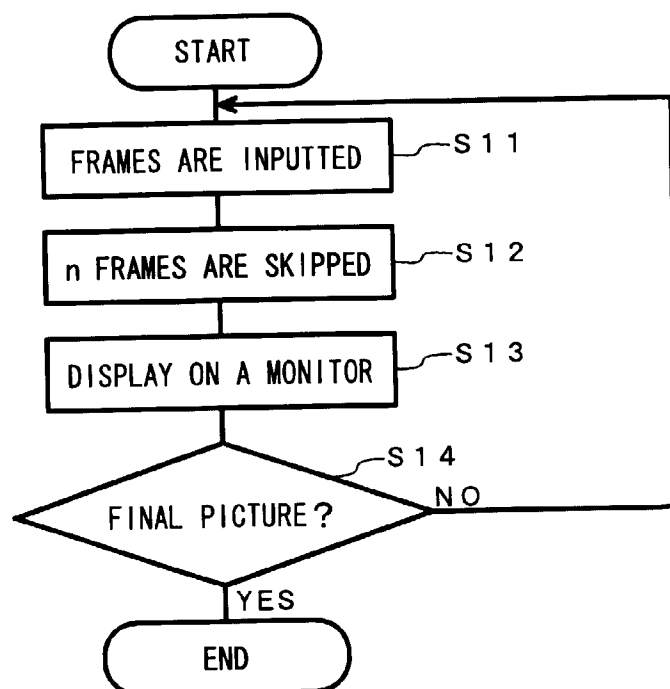 START
FRAMES ARE INPUTTED
S11
n FRAMES ARE SKIPPED
S12
DISPLAY ON A MONITOR
S13
S14
FINAL PICTURE?
NO
YES
END